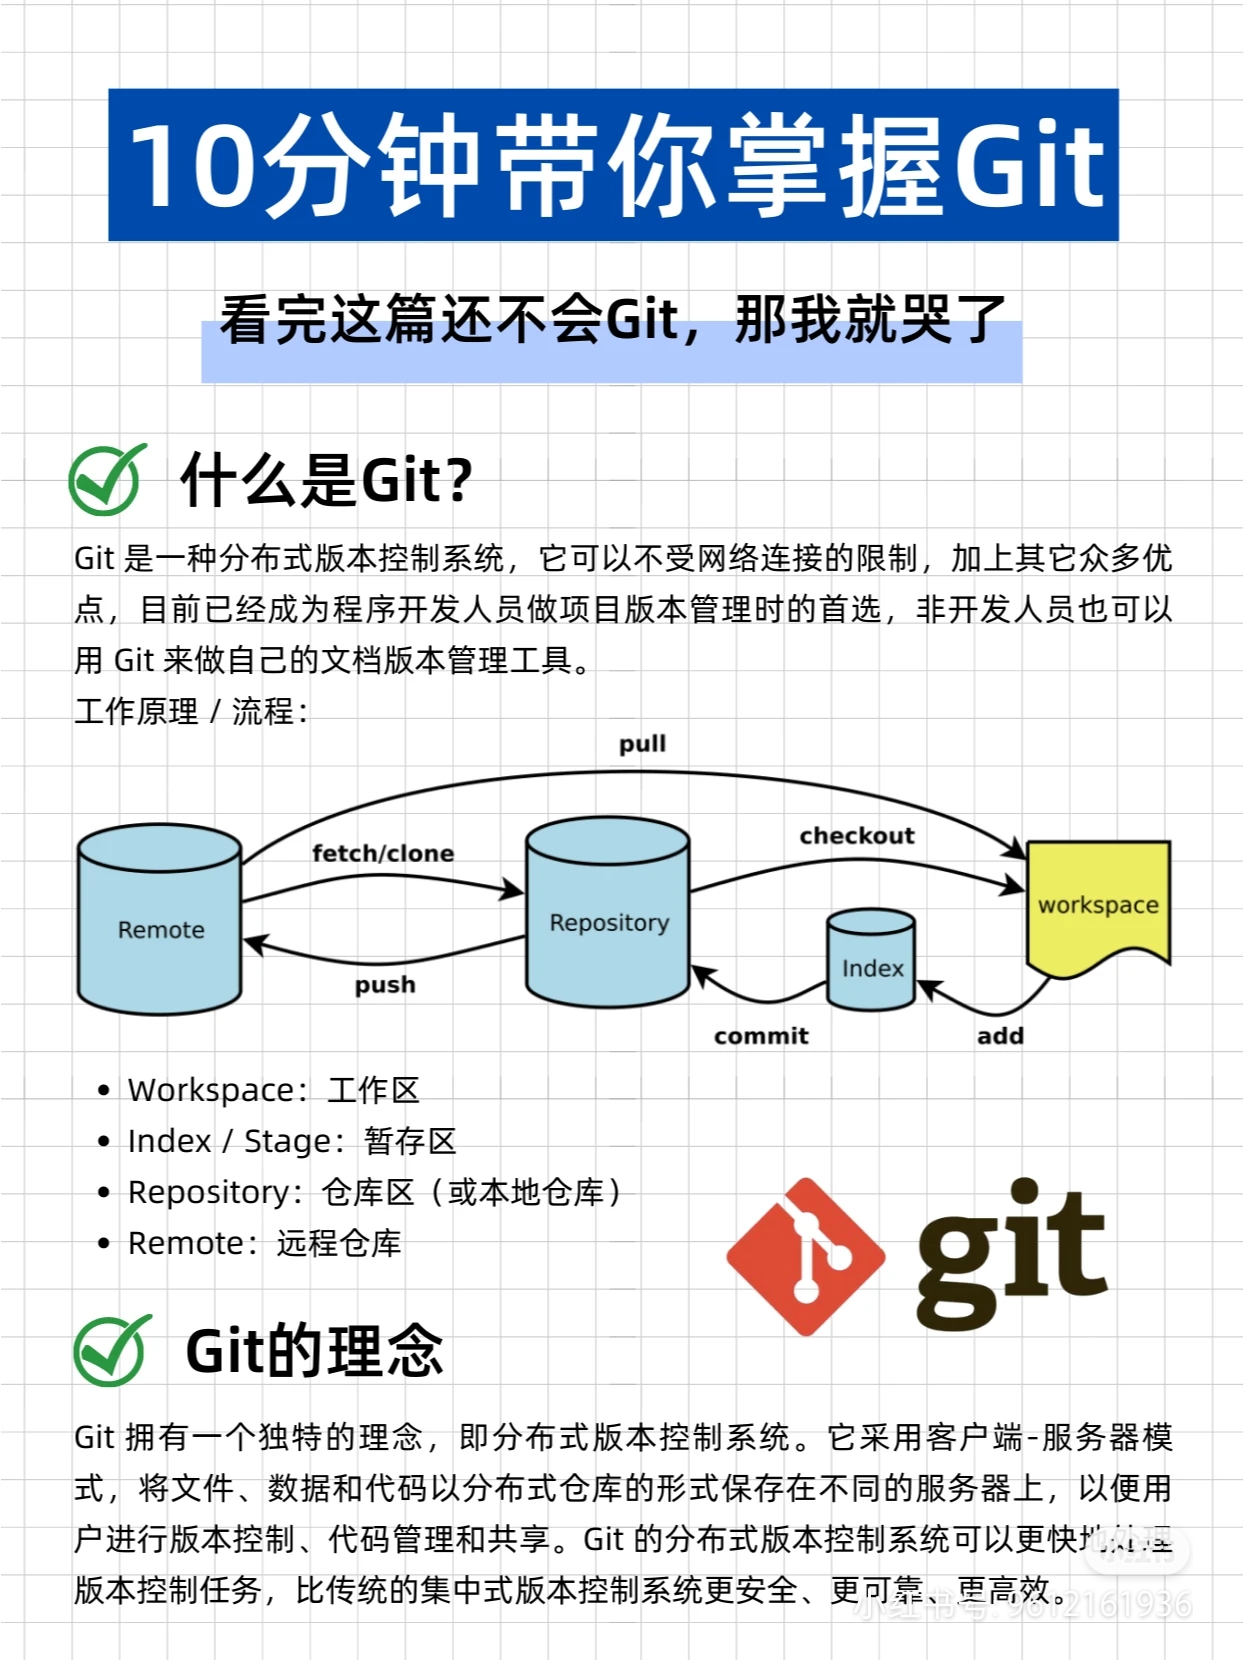 10分钟带你掌握Git
看完这篇还不会Git，那我就哭了
什么是Git？
Git 是一种分布式版本控制系统，它可以不受网络连接的限制，加上其它众多优
点，目前已经成为程序开发人员做项目版本管理时的首选，非开发人员也可以
用 Git 来做自己的文档版本管理工具。
工作原理 / 流程：
pull
fetch/clone
checkout
Remote
Repository
workspace
Index
push
commit
add
• Workspace：工作区
• Index / Stage：暂存区
• Repository：仓库区（或本地仓库）
• Remote：远程仓库
git
Git的理念
Git 拥有一个独特的理念，即分布式版本控制系统。它采用客户端-服务器模
式，将文件、数据和代码以分布式仓库的形式保存在不同的服务器上，以便用
户进行版本控制、代码管理和共享。Git 的分布式版本控制系统可以更快地处理
版本控制任务，比传统的集中式版本控制系统更安全、更可靠、更高效。
小红书
小红书号: 9612161936